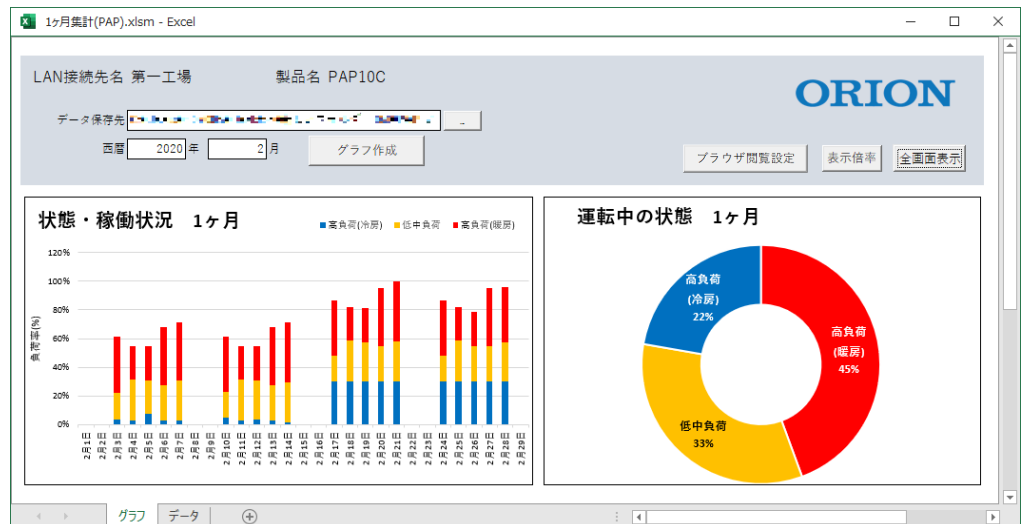 1ヶ月集計(PAP).xlsm - Excel
LAN接続先名 第一工場 製品名 PAP10C
ORION
データ保存先 ..
西暦 2020 年 2 月 グラフ作成
ブラウザ閲覧設定 表示倍率 全画面表示
状態・稼働状況 1ヶ月
高負荷(冷房) 低中負荷 高負荷(暖房)
120%
100%
80%
60%
40%
20%
0%
負荷率(%)
2月1日
2月2日
2月3日
2月4日
2月5日
2月6日
2月7日
2月8日
2月9日
2月10日
2月11日
2月12日
2月13日
2月14日
2月15日
2月16日
2月17日
2月18日
2月19日
2月20日
2月21日
2月22日
2月23日
2月24日
2月25日
2月26日
2月27日
2月28日
2月29日
運転中の状態 1ヶ月
高負荷
(冷房)
22%
高負荷
(暖房)
45%
低中負荷
33%
グラフ データ